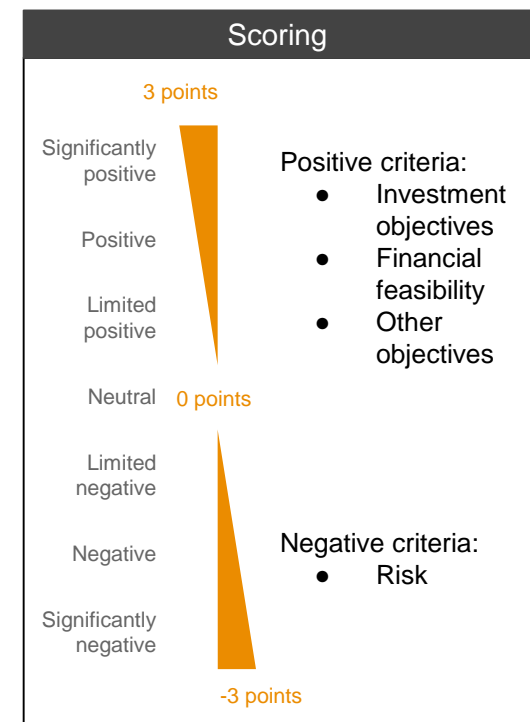 Scoring
3 points
Significantly
positive
Positive
Limited
positive
Neutral
0 points
Limited
negative
Negative
Significantly
negative
-3 points
Positive criteria:
● Investment
objectives
● Financial
feasibility
● Other
objectives
Negative criteria:
● Risk